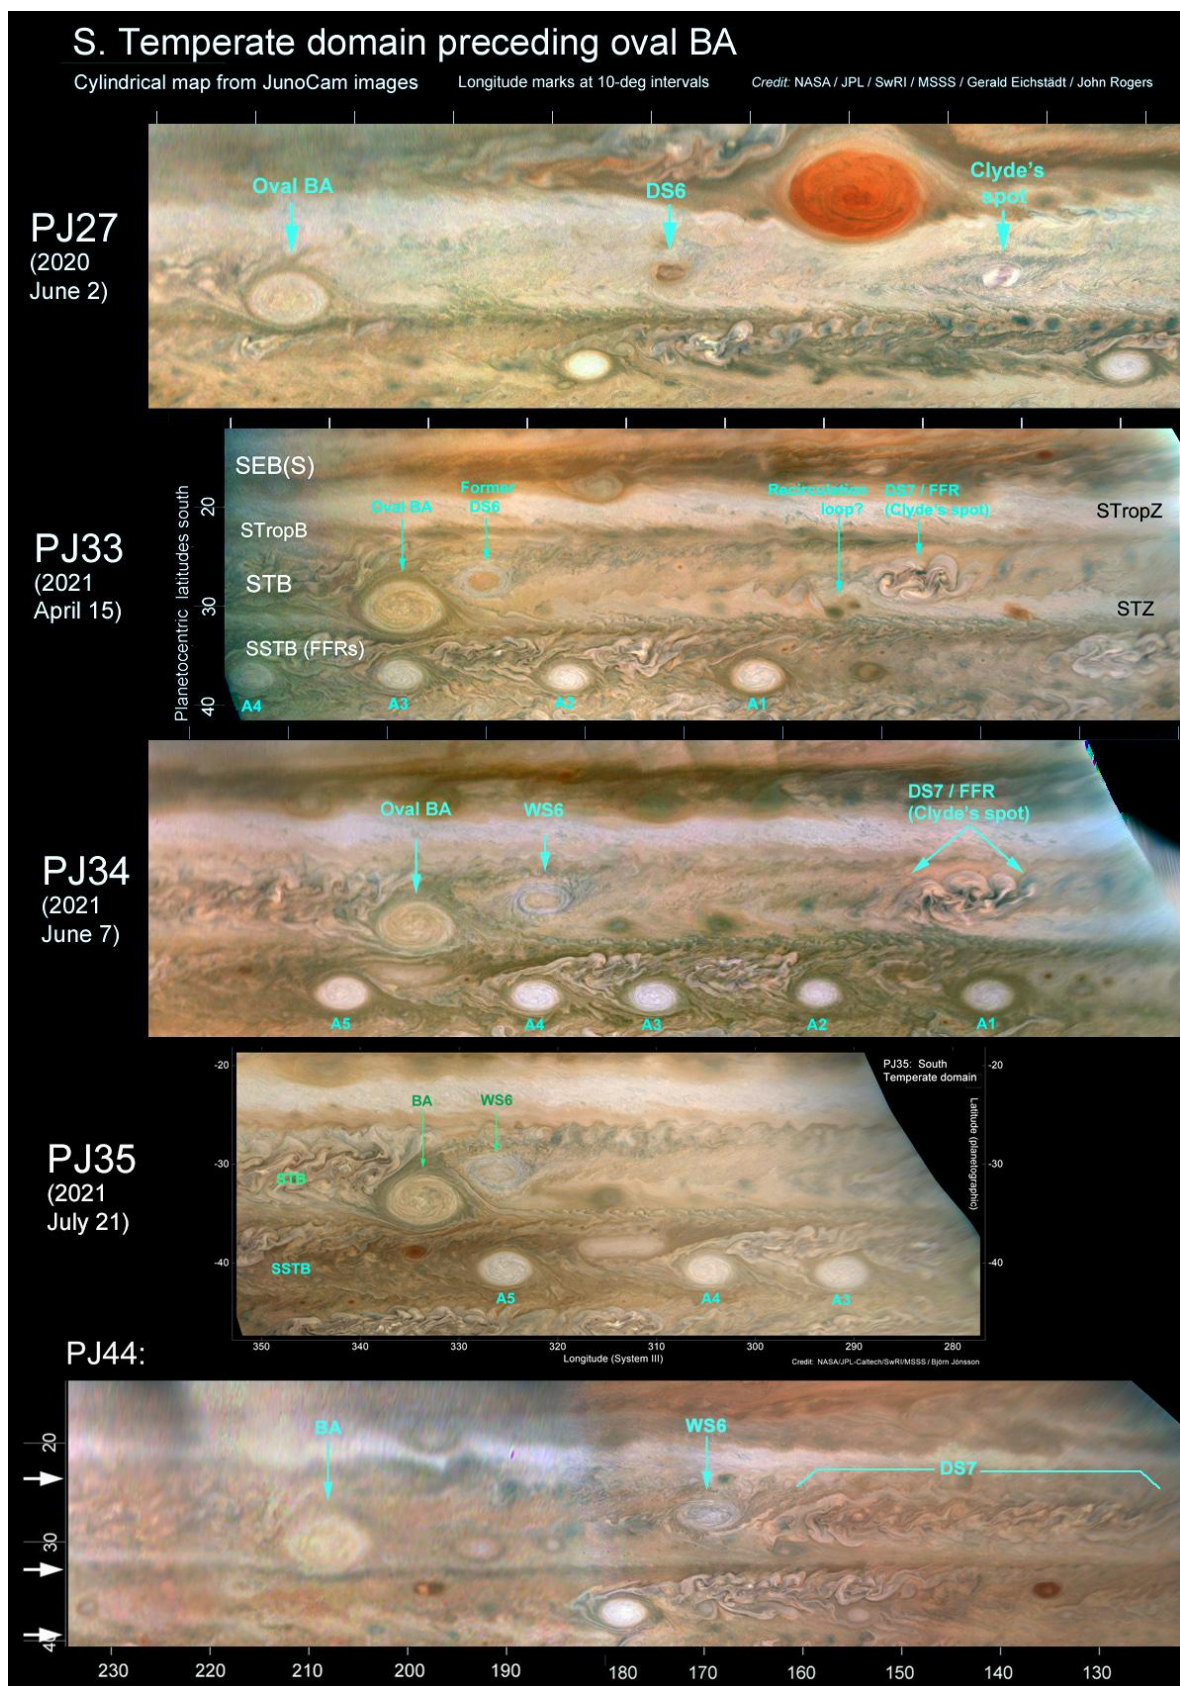 S. Temperate domain preceding oval BA
Cylindrical map from JunoCam images Longitude marks at 10-deg intervals Credit: NASA / JPL / SwRI / MSSS / Gerald Eichstädt / John Rogers
PJ27
(2020
June 2)
Oval BA
DS6
Clyde's
spot
PJ33
(2021
April 15)
Planetocentric latitudes south
20
30
40
SEB(S)
STropB
STB
SSTB (FFRs)
Oval BA
Former
DS6
Recirculation
loop?
DS7 / FFR
(Clyde's spot)
STropZ
STZ
A4
A3
A2
A1
PJ34
(2021
June 7)
Oval BA
WS6
DS7 / FFR
(Clyde's spot)
A5
A4
A3
A2
A1
PJ35
(2021
July 21)
-20
-30
-40
BA
WS6
STB
SSTB
A5
A4
A3
PJ35: South
Temperate domain
-20
-30
-40
Latitude (planetographic)
350 340 330 320 310 300 290 280
Longitude (System III)
Credit: NASA/JPL-Caltech/SwRI/MSSS / Björn Jónsson
PJ44:
20
30
40
BA
WS6
DS7
230 220 210 200 190 180 170 160 150 140 130